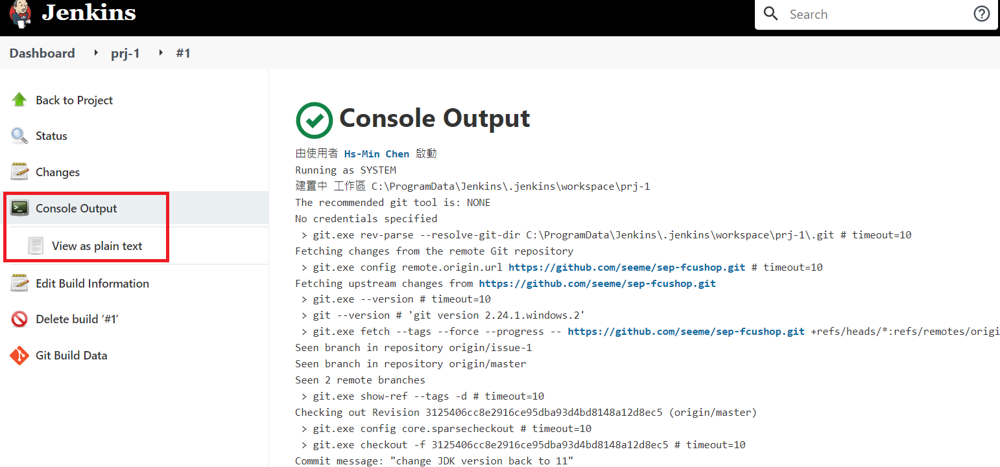 Jenkins
Search
Dashboard
prj-1
#1
Back to Project
Status
Changes
Console Output
View as plain text
Edit Build Information
Delete build ‘#1’
Git Build Data
Console Output
由使用者 Hs-Min Chen 啟動
Running as SYSTEM
建置中 工作區 C:\ProgramData\Jenkins\.jenkins\workspace\prj-1
The recommended git tool is: NONE
No credentials specified
> git.exe rev-parse --resolve-git-dir C:\ProgramData\Jenkins\.jenkins\workspace\prj-1\.git # timeout=10
Fetching changes from the remote Git repository
> git.exe config remote.origin.url https://github.com/seeme/sep-fcushop.git # timeout=10
Fetching upstream changes from https://github.com/seeme/sep-fcushop.git
> git.exe --version # timeout=10
> git --version # 'git version 2.24.1.windows.2'
> git.exe fetch --tags --force --progress -- https://github.com/seeme/sep-fcushop.git +refs/heads/*:refs/remotes/origi
Seen branch in repository origin/issue-1
Seen branch in repository origin/master
Seen 2 remote branches
> git.exe show-ref --tags -d # timeout=10
Checking out Revision 3125406cc8e2916ce95dba93d4bd8148a12d8ec5 (origin/master)
> git.exe config core.sparsecheckout # timeout=10
> git.exe checkout -f 3125406cc8e2916ce95dba93d4bd8148a12d8ec5 # timeout=10
Commit message: "change JDK version back to 11"